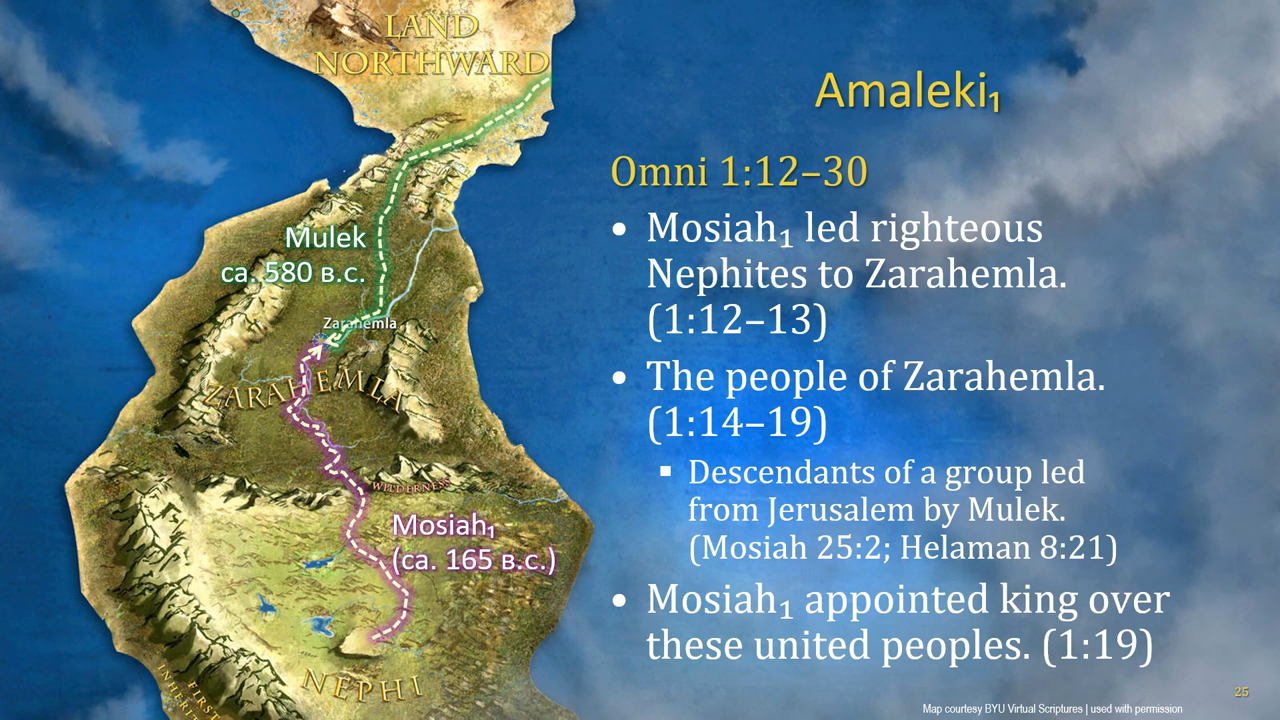 LAND
NORTHWARD
Mulek
ca. 580 B.C.
Zarahemla
ZARAHEMLA
WILDERNESS
Mosiah₁
(ca. 165 B.C.)
NEPHI
FIRST
Amaleki₁
Omni 1:12–30
• Mosiah₁ led righteous
Nephites to Zarahemla.
(1:12–13)
• The people of Zarahemla.
(1:14–19)
▪ Descendants of a group led
from Jerusalem by Mulek.
(Mosiah 25:2; Helaman 8:21)
• Mosiah₁ appointed king over
these united peoples. (1:19)
25
Map courtesy BYU Virtual Scriptures | used with permission